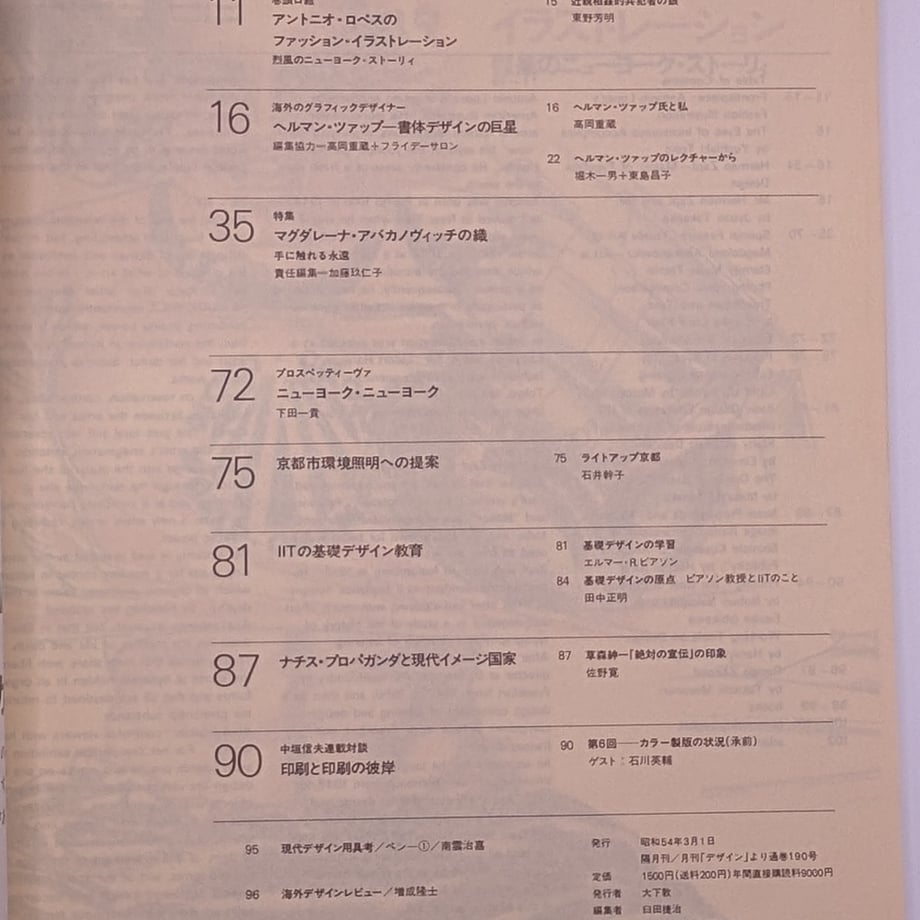 11
アントニオ・ロペスの
ファッション・イラストレーション
烈風のニューヨーク・ストーリィ
15 近親相姦的共犯者の眼
東野芳明
16
海外のグラフィックデザイナー
ヘルマン・ツァップ―書体デザインの巨星
編集協力―高岡重蔵+フライデーサロン
16 ヘルマン・ツァップ氏と私
高岡重蔵
22 ヘルマン・ツァップのレクチャーから
堀木一男+東島昌子
35
特集
マグダレーナ・アバカノヴィッチの織
手に触れる永遠
責任編集―加藤玖仁子
72
プロスペッティーヴァ
ニューヨーク・ニューヨーク
下田一貴
75
京都市環境照明への提案
75 ライトアップ京都
石井幹子
81
IITの基礎デザイン教育
81 基礎デザインの学習
エルマー・R.ピアソン
84 基礎デザインの原点 ピアソン教授とIITのこと
田中正明
87
ナチス・プロパガンダと現代イメージ国家
87 草森紳一「絶対の宣伝」の印象
佐野寛
90
中垣信夫連載対談
印刷と印刷の彼岸
90 第6回――カラー製版の状況(承前)
ゲスト:石川英輔
95 現代デザイン用具考/ペン―①/南雲治嘉
96 海外デザインレビュー/増成隆士
発行 昭和54年3月1日
隔月刊/月刊「デザイン」より通巻190号
定価 1500円(送料200円)年間直接購読料9000円
発行者 大下敦
編集者 臼田捷治